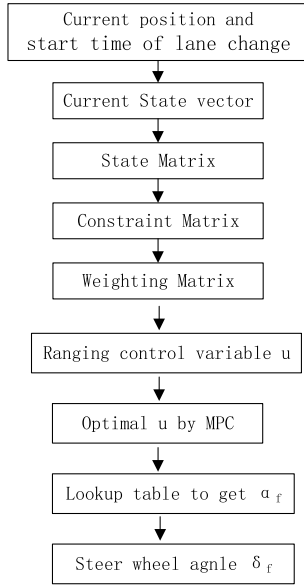 Current position and
start time of lane change
Current State vector
State Matrix
Constraint Matrix
Weighting Matrix
Ranging control variable u
Optimal u by MPC
Lookup table to get α f
Steer wheel agnle δ f